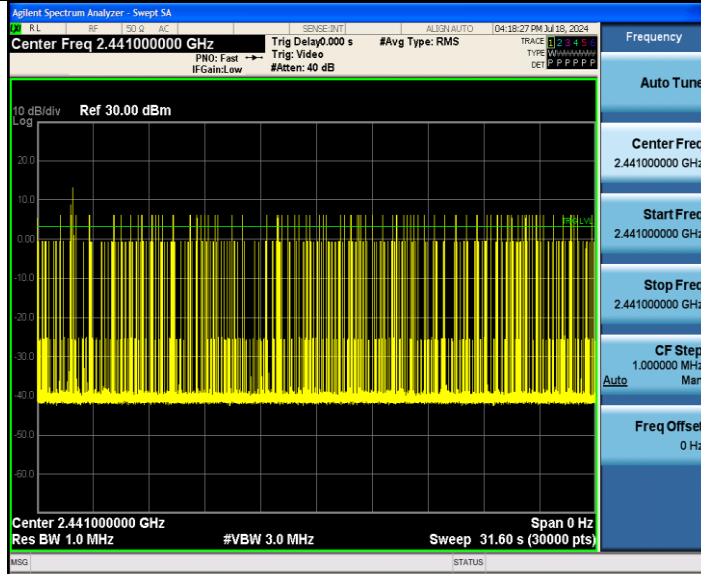 Agilent Spectrum Analyzer - Swept SA
RL RF 50 Ω AC SENSE:INT ALIGN AUTO 04:18:27 PM Jul 18, 2024
Center Freq 2.441000000 GHz
PNO: Fast
IFGain:Low
Trig Delay0.000 s
Trig: Video
#Atten: 40 dB
#Avg Type: RMS
TRACE 1 2 3 4 5 6
TYPE
DET P P P P P P
10 dB/div
Log
Ref 30.00 dBm
20.0
10.0
0.00
-10.0
-20.0
-30.0
-40.0
-50.0
-60.0
TRIG LVL
Center 2.441000000 GHz
Span 0 Hz
Res BW 1.0 MHz
#VBW 3.0 MHz
Sweep 31.60 s (30000 pts)
MSG
STATUS
Frequency
Auto Tune
Center Freq
2.441000000 GHz
Start Freq
2.441000000 GHz
Stop Freq
2.441000000 GHz
CF Step
1.000000 MHz
Auto Man
Freq Offset
0 Hz